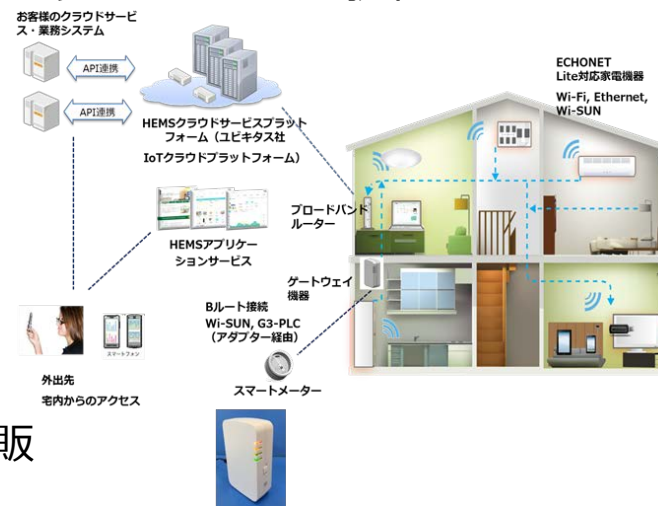 お客様のクラウドサービ
ス・業務システム
API連携
API連携
HEMSクラウドサービスプラット
フォーム（ユビキタス社
IoTクラウドプラットフォーム）
ECHONET
Lite対応家電機器
Wi-Fi, Ethernet,
Wi-SUN
ブロードバンド
ルーター
HEMSアプリケー
ションサービス
ゲートウェイ
機器
Bルート接続
Wi-SUN, G3-PLC
（アダプター経由）
スマートメーター
スマートフォン
外出先
宅内からのアクセス
販